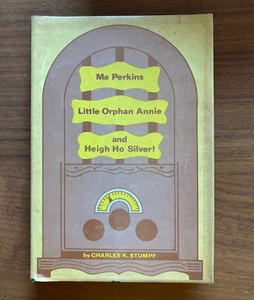 Ma Perkins
Little Orphan Annie
and
Heigh Ho Silver!
by CHARLES K. STUMPF